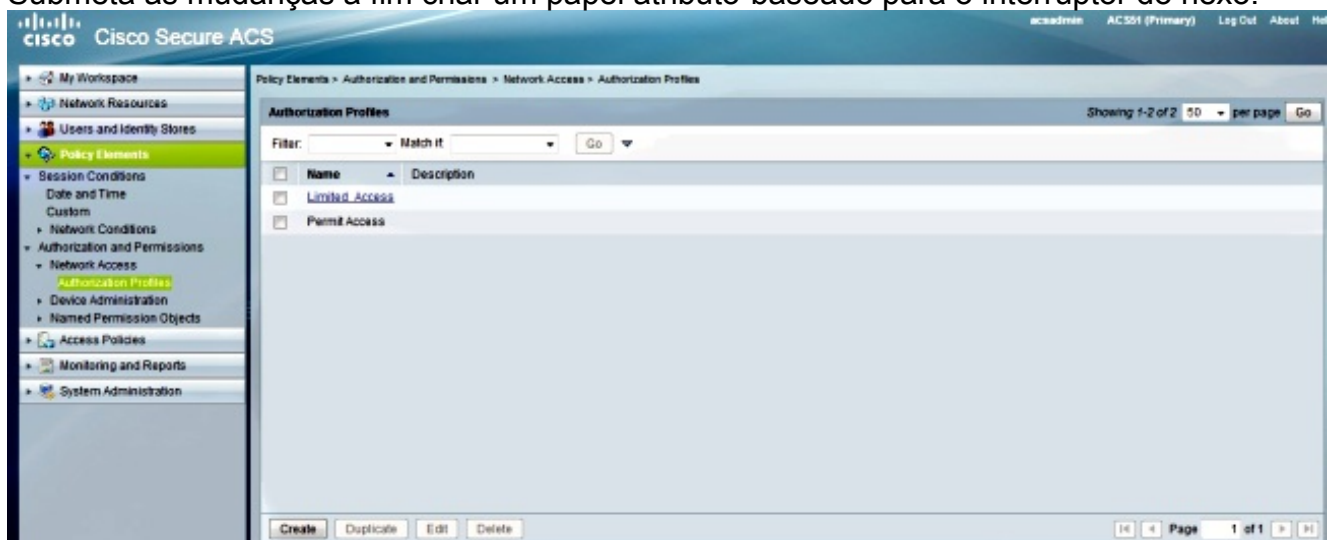 Submeta as mudanças a fim criar um papel atributo-baseado para o interruptor do nexo.
cisco Cisco Secure ACS
acsadmin ACS51 (Primary) Log Out About Hel
My Workspace
Network Resources
Users and Identity Stores
Policy Elements
Session Conditions
Date and Time
Custom
Network Conditions
Authorization and Permissions
Network Access
Authorization Profiles
Device Administration
Named Permission Objects
Access Policies
Monitoring and Reports
System Administration
Policy Elements > Authorization and Permissions > Network Access > Authorization Profiles
Authorization Profiles Showing 1-2 of 2 50 per page Go
Filter: Match if: Go
Name Description
Limited Access
Permit Access
Create Duplicate Edit Delete Page 1 of 1